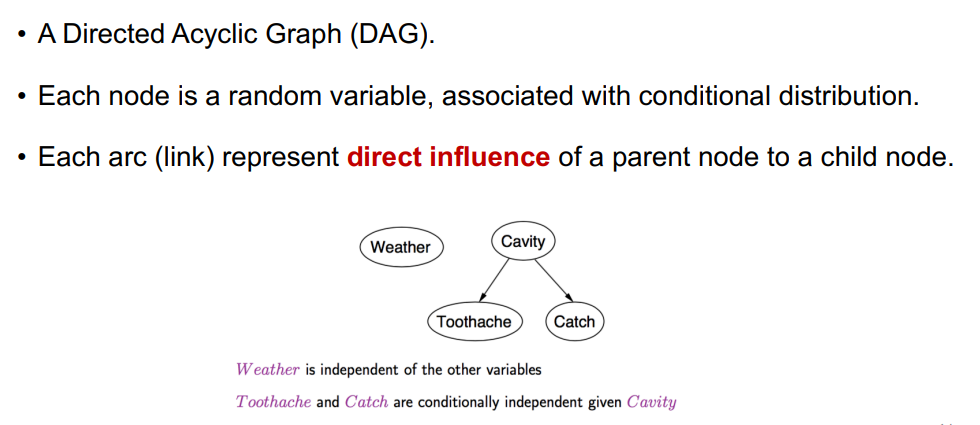 • A Directed Acyclic Graph (DAG).
• Each node is a random variable, associated with conditional distribution.
• Each arc (link) represent direct influence of a parent node to a child node.
Weather
Cavity
Toothache
Catch
Weather is independent of the other variables
Toothache and Catch are conditionally independent given Cavity